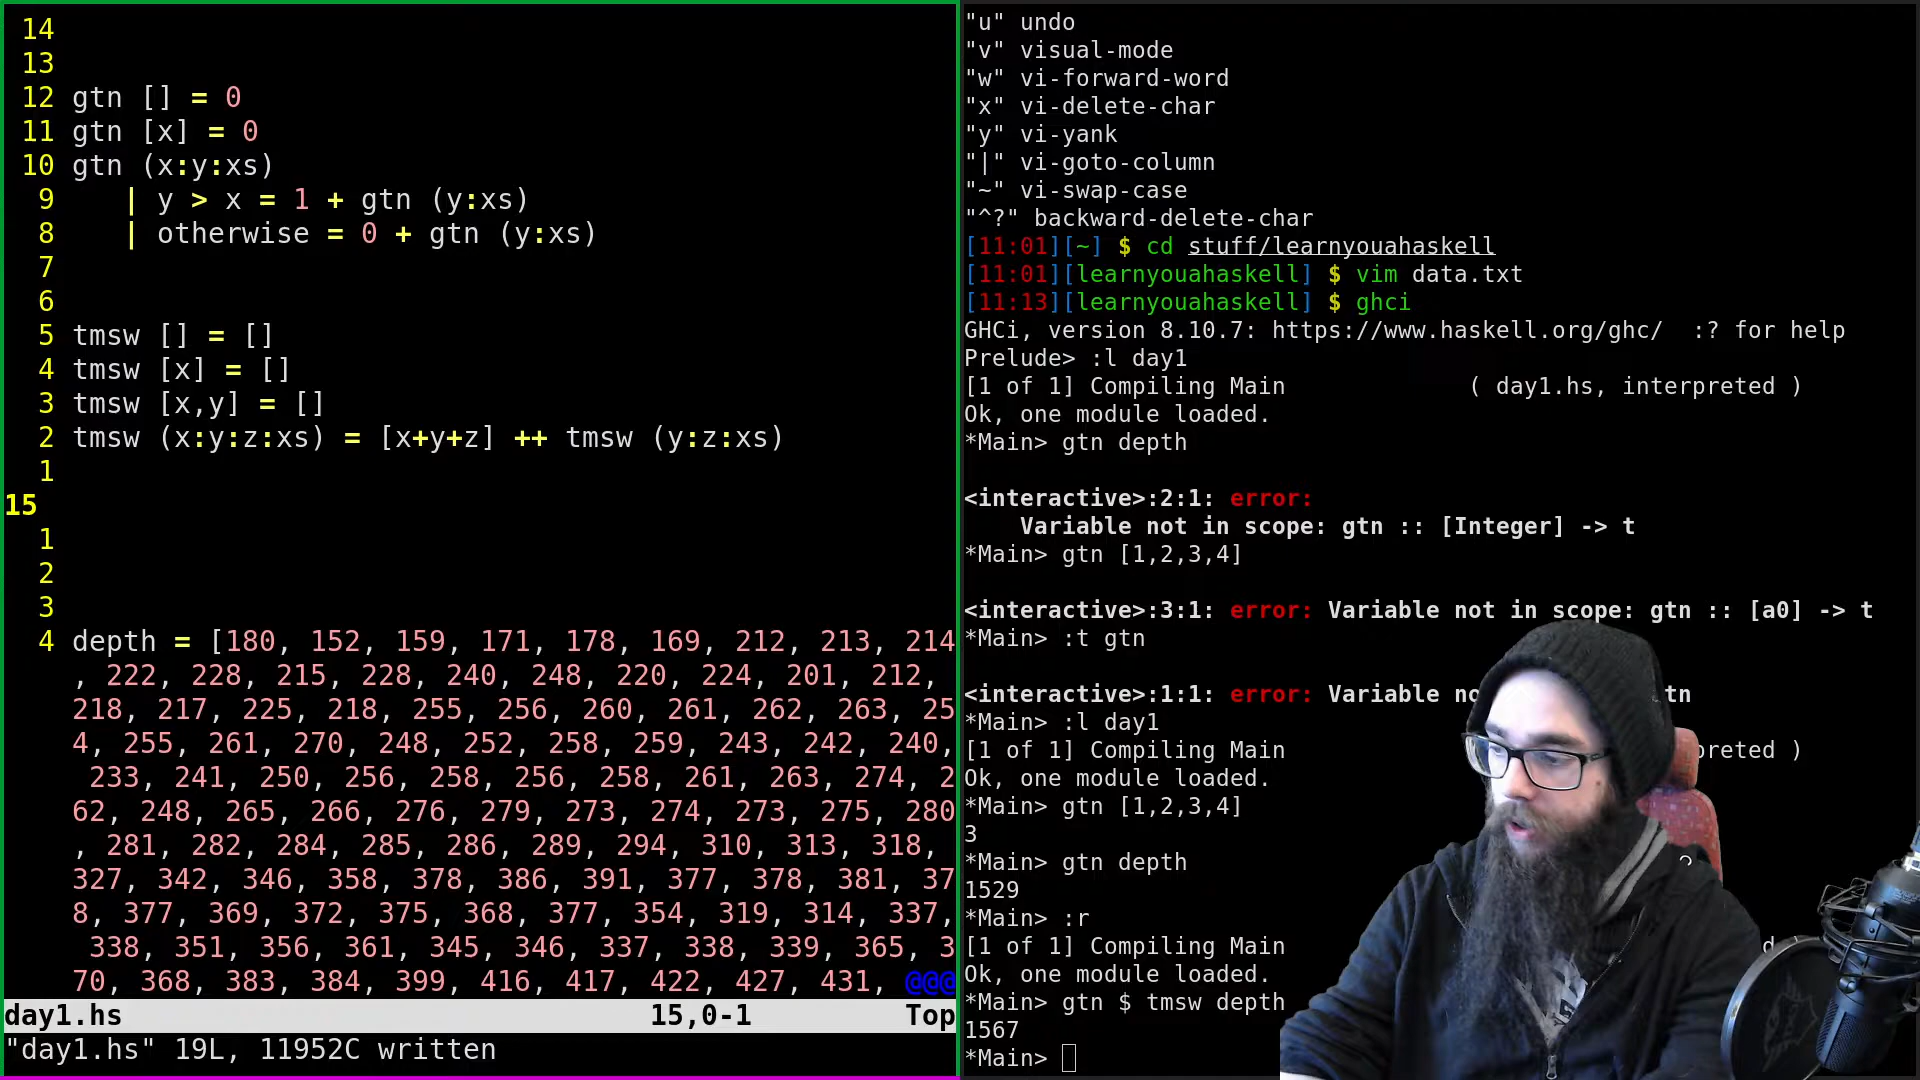 14
13
12 gtn [] = 0
11 gtn [x] = 0
10 gtn (x:y:xs)
9 | y > x = 1 + gtn (y:xs)
8 | otherwise = 0 + gtn (y:xs)
7
6
5 tmsw [] = []
4 tmsw [x] = []
3 tmsw [x,y] = []
2 tmsw (x:y:z:xs) = [x+y+z] ++ tmsw (y:z:xs)
1
15
1
2
3
4 depth = [180, 152, 159, 171, 178, 169, 212, 213, 214
, 222, 228, 215, 228, 240, 248, 220, 224, 201, 212,
218, 217, 225, 218, 255, 256, 260, 261, 262, 263, 25
4, 255, 261, 270, 248, 252, 258, 259, 243, 242, 240,
233, 241, 250, 256, 258, 256, 258, 261, 263, 274, 2
62, 248, 265, 266, 276, 279, 273, 274, 273, 275, 280
, 281, 282, 284, 285, 286, 289, 294, 310, 313, 318,
327, 342, 346, 358, 378, 386, 391, 377, 378, 381, 37
8, 377, 369, 372, 375, 368, 377, 354, 319, 314, 337,
338, 351, 356, 361, 345, 346, 337, 338, 339, 365, 3
70, 368, 383, 384, 399, 416, 417, 422, 427, 431, @@@
day1.hs 15,0-1 Top
"day1.hs" 19L, 11952C written
"u" undo
"v" visual-mode
"w" vi-forward-word
"x" vi-delete-char
"y" vi-yank
"|" vi-goto-column
"~" vi-swap-case
"^?" backward-delete-char
[11:01][~] $ cd stuff/learnyouahaskell
[11:01][learnyouahaskell] $ vim data.txt
[11:13][learnyouahaskell] $ ghci
GHCi, version 8.10.7: https://www.haskell.org/ghc/  :? for help
Prelude> :l day1
[1 of 1] Compiling Main ( day1.hs, interpreted )
Ok, one module loaded.
*Main> gtn depth
<interactive>:2:1: error:
Variable not in scope: gtn :: [Integer] -> t
*Main> gtn [1,2,3,4]
<interactive>:3:1: error: Variable not in scope: gtn :: [a0] -> t
*Main> :t gtn
<interactive>:1:1: error: Variable
*Main> :l day1
[1 of 1] Compiling Main
Ok, one module loaded.
*Main> gtn [1,2,3,4]
3
*Main> gtn depth
1529
*Main> :r
[1 of 1] Compiling Main
Ok, one module loaded.
*Main> gtn $ tmsw depth
1567
*Main>